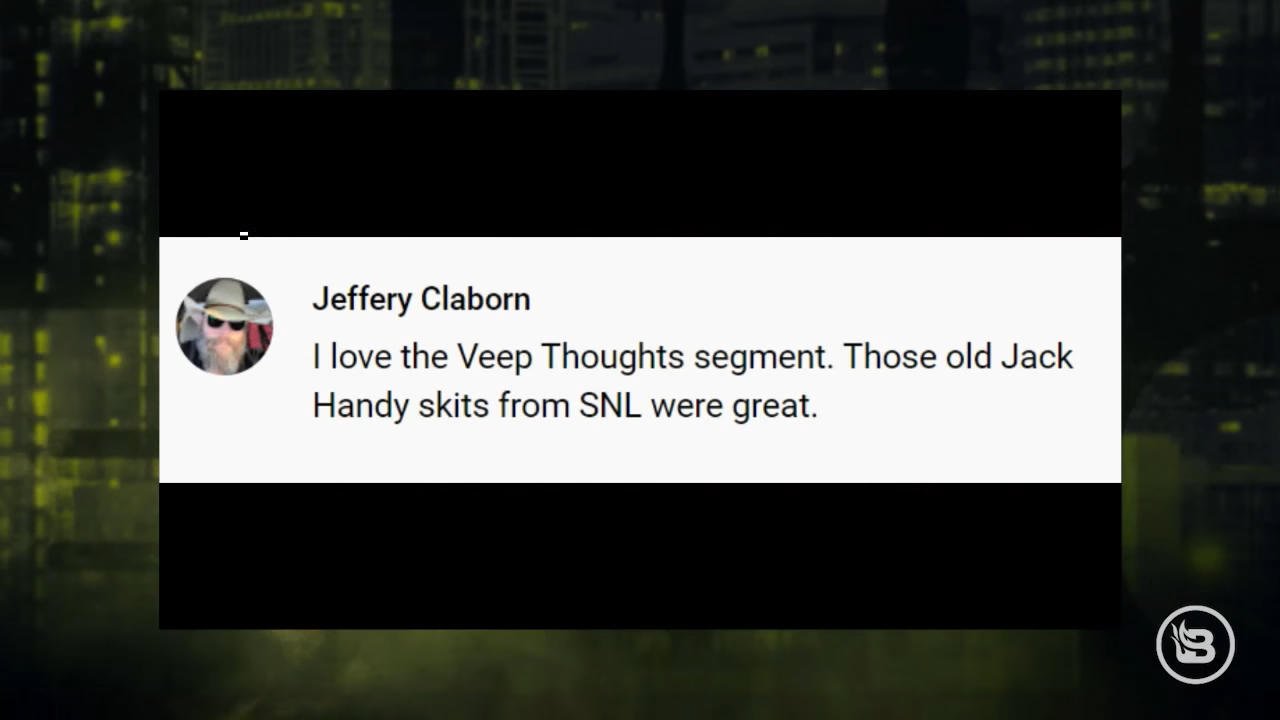 Jeffery Claborn
I love the Veep Thoughts segment. Those old Jack
Handy skits from SNL were great.
B